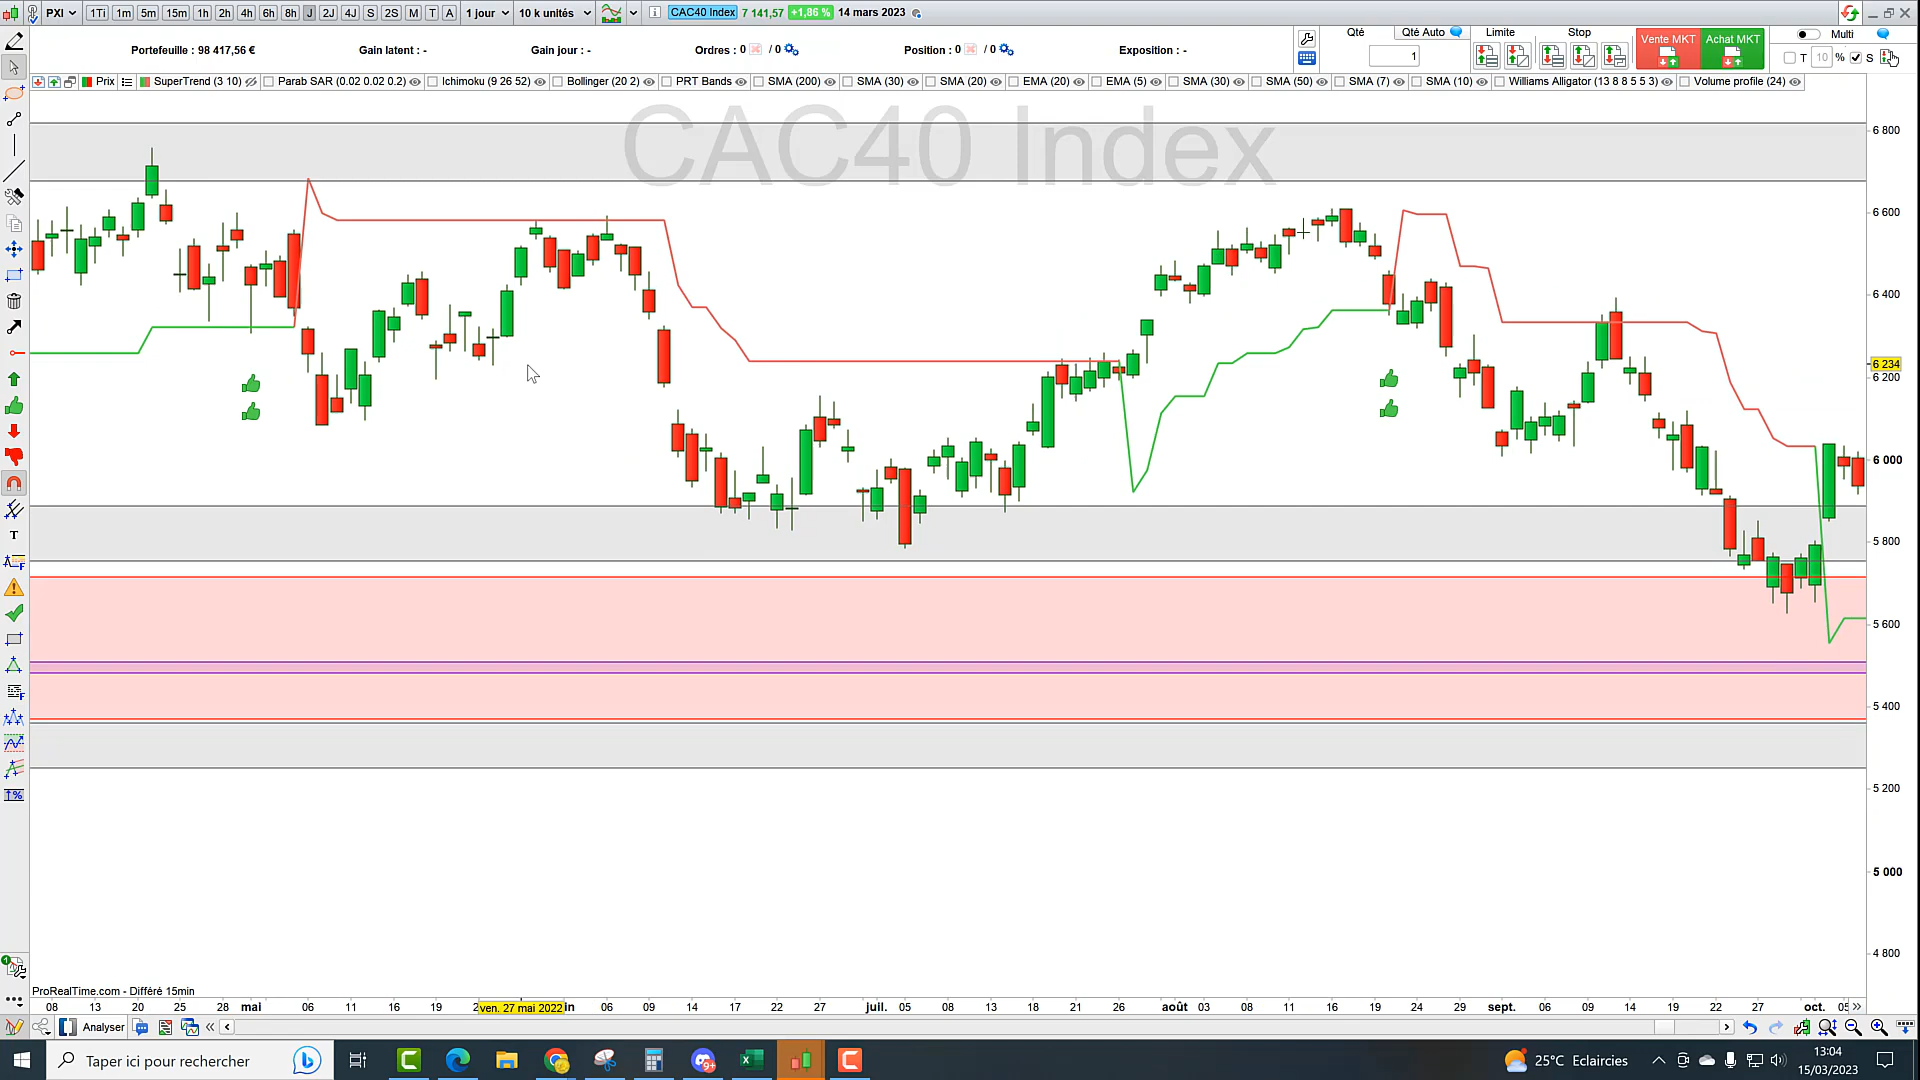 PXI 1Ti 1m 5m 15m 1h 2h 4h 6h 8h J 2J 4J S 2S M T A 1 jour 10 k unités CAC40 Index 7 141,57 +1,86 % 14 mars 2023
Portefeuille : 98 417,56 € Gain latent : - Gain jour : - Ordres : 0 / 0 Position : 0 / 0 Exposition : -
Qté Qté Auto Limite Stop Vente MKT Achat MKT Multi
1 T 10 % S
Prix SuperTrend (3 10) Parab SAR (0.02 0.02 0.2) Ichimoku (9 26 52) Bollinger (20 2) PRT Bands SMA (200) SMA (30) SMA (20) EMA (20) EMA (5) SMA (30) SMA (50) SMA (7) SMA (10) Williams Alligator (13 8 8 5 5 3) Volume profile (24)
CAC40 Index
6 800
6 600
6 400
6 234
6 200
6 000
5 800
5 600
5 400
5 200
5 000
4 800
ProRealTime.com - Différé 15min
08 13 20 25 28 mai 06 11 14 19 ven. 27 mai 2022 in 06 09 14 17 22 27 juil. 05 08 13 18 21 26 août 03 08 11 16 19 24 29 sept. 06 09 14 19 22 27 oct.
Analyser
Taper ici pour rechercher
25°C Eclaircies
13:04
15/03/2023